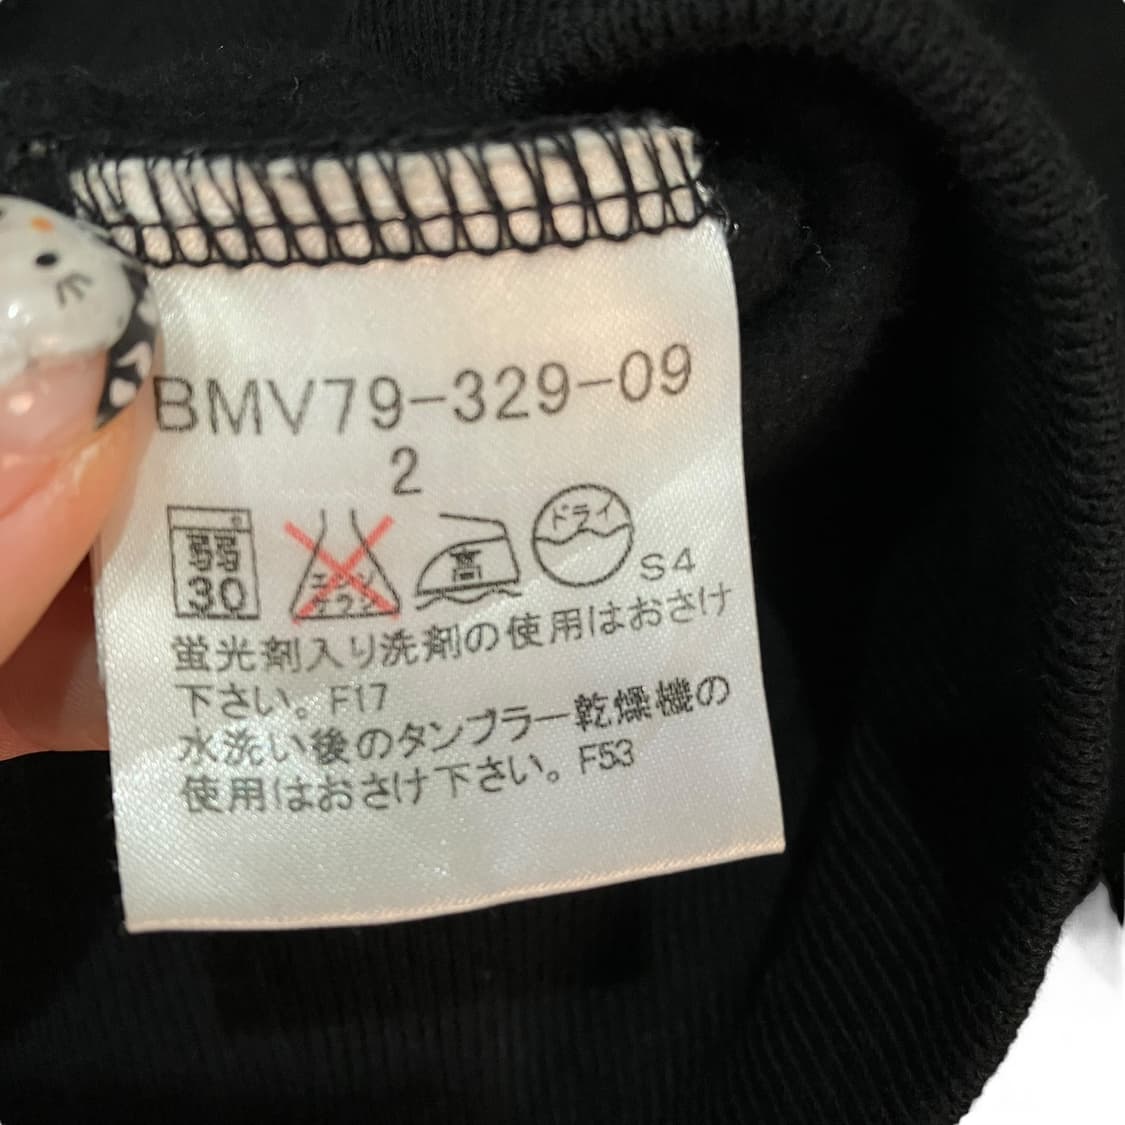 BMV79-329-09
2
弱
30
エンソ
サラシ
高
ドライ
S4
蛍光剤入り洗剤の使用はおさけ
下さい。F17
水洗い後のタンブラー乾燥機の
使用はおさけ下さい。F53